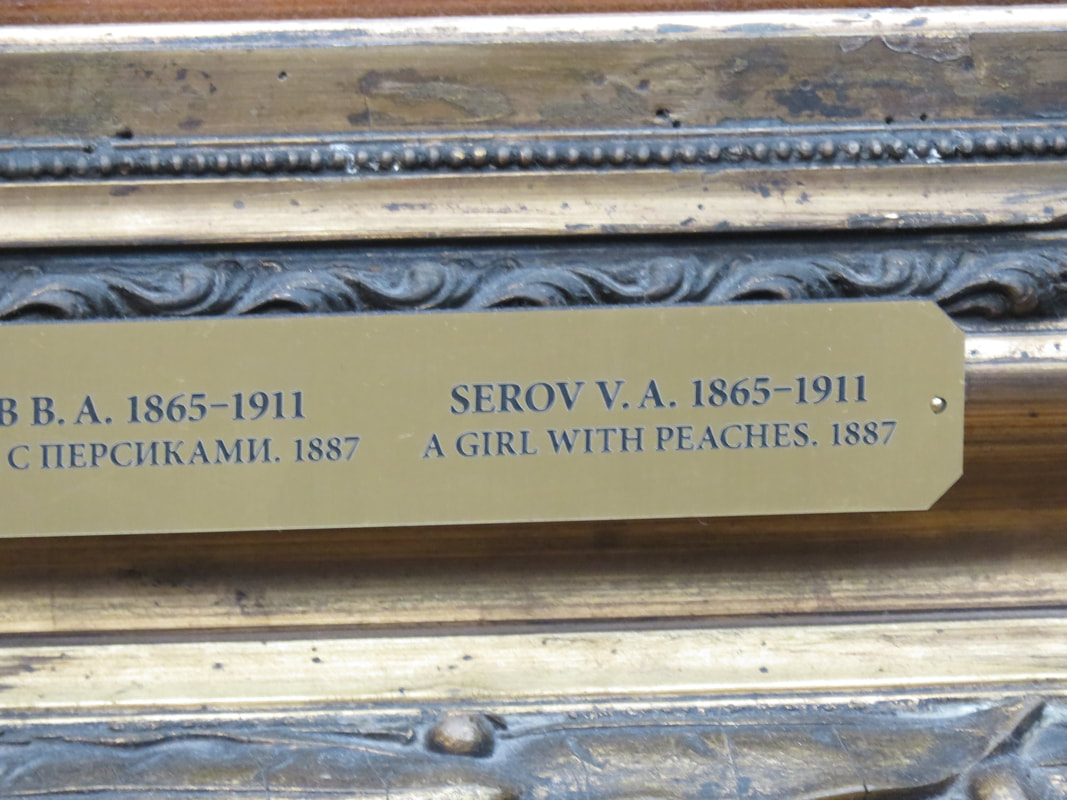 В В. А. 1865–1911
С ПЕРСИКАМИ. 1887
SEROV V. A. 1865–1911
A GIRL WITH PEACHES. 1887